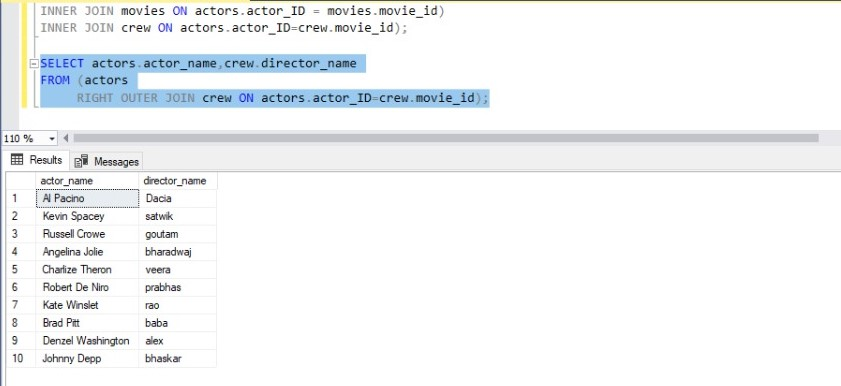 INNER JOIN movies ON actors.actor_ID = movies.movie_id)
INNER JOIN crew ON actors.actor_ID=crew.movie_id);
SELECT actors.actor_name,crew.director_name
FROM (actors
RIGHT OUTER JOIN crew ON actors.actor_ID=crew.movie_id);
110 %
Results Messages
actor_name director_name
1 Al Pacino Dacia
2 Kevin Spacey satwik
3 Russell Crowe goutam
4 Angelina Jolie bharadwaj
5 Charlize Theron veera
6 Robert De Niro prabhas
7 Kate Winslet rao
8 Brad Pitt baba
9 Denzel Washington alex
10 Johnny Depp bhaskar